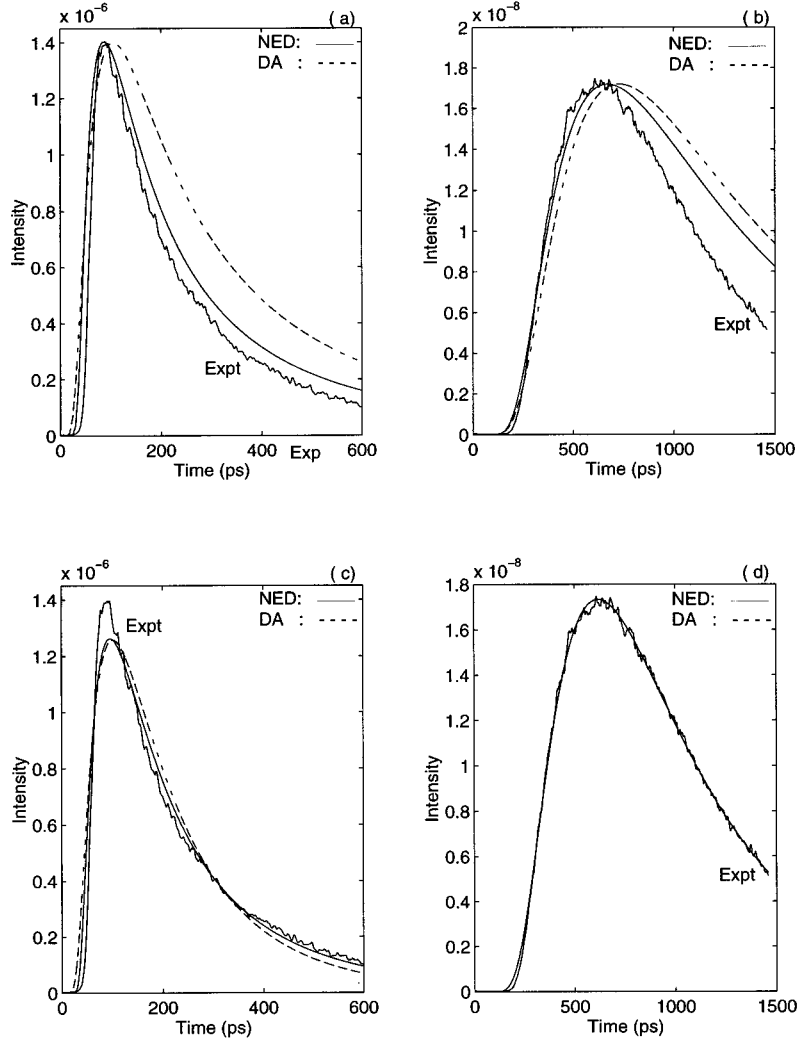 x 10⁻⁶
( a )
NED:
DA :
1.4
1.2
1
0.8
0.6
0.4
0.2
0
Intensity
Expt
0
200
400
600
Exp
Time (ps)
x 10⁻⁸
( b )
NED:
DA :
2
1.8
1.6
1.4
1.2
1
0.8
0.6
0.4
0.2
0
Intensity
Expt
0
500
1000
1500
Time (ps)
x 10⁻⁶
( c )
NED:
DA :
1.4
1.2
1
0.8
0.6
0.4
0.2
0
Intensity
Expt
0
200
400
600
Time (ps)
x 10⁻⁸
( d )
NED:
DA :
1.8
1.6
1.4
1.2
1
0.8
0.6
0.4
0.2
0
Intensity
Expt
0
500
1000
1500
Time (ps)